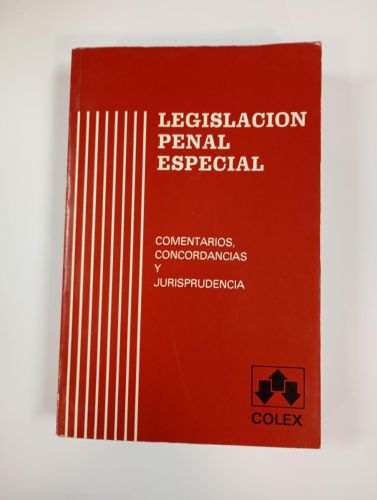 LEGISLACION
PENAL
ESPECIAL
COMENTARIOS,
CONCORDANCIAS
Y
JURISPRUDENCIA
COLEX